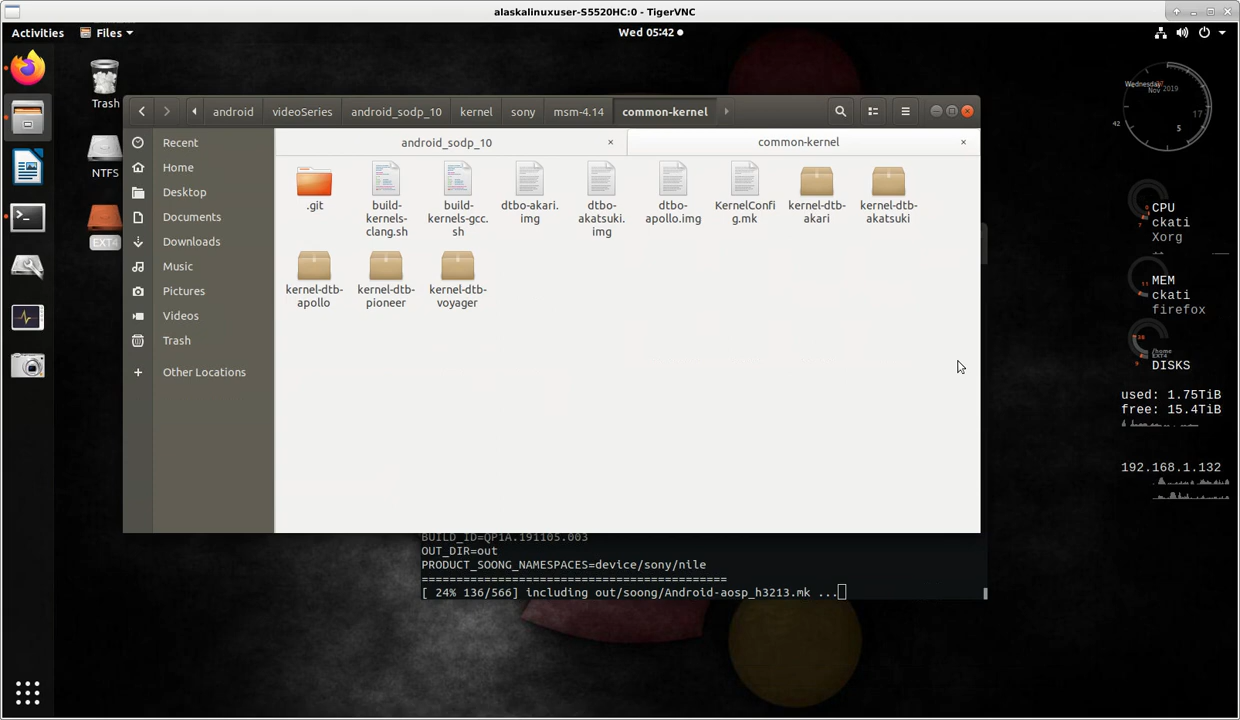 alaskalinuxuser-S5520HC:0 - TigerVNC
Activities Files Wed 05:42
Trash
NTFS
EXT4
android videoSeries android_sodp_10 kernel sony msm-4.14 common-kernel
android_sodp_10 × common-kernel ×
Recent
Home
Desktop
Documents
Downloads
Music
Pictures
Videos
Trash
Other Locations
.git
build-
kernels-
clang.sh
build-
kernels-gcc.
sh
dtbo-akari.
img
dtbo-
akatsuki.
img
dtbo-
apollo.img
KernelConfi
g.mk
kernel-dtb-
akari
kernel-dtb-
akatsuki
kernel-dtb-
apollo
kernel-dtb-
pioneer
kernel-dtb-
voyager
BUILD_ID=QP1A.191105.003
OUT_DIR=out
PRODUCT_SOONG_NAMESPACES=device/sony/nile
============================================
[ 24% 136/566] including out/soong/Android-aosp_h3213.mk ...
Wednesday
Nov 2019
17
42
5
CPU
ckati
Xorg
MEM
ckati
firefox
/home
EXT4
DISKS
used: 1.75TiB
free: 15.4TiB
192.168.1.132